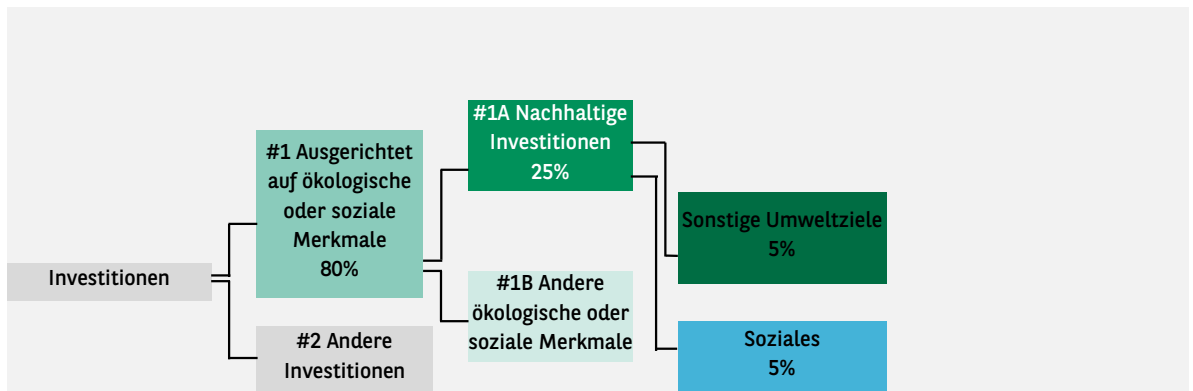 Investitionen
#1 Ausgerichtet
auf ökologische
oder soziale
Merkmale
80%
#2 Andere
Investitionen
#1A Nachhaltige
Investitionen
25%
#1B Andere
ökologische oder
soziale Merkmale
Sonstige Umweltziele
5%
Soziales
5%